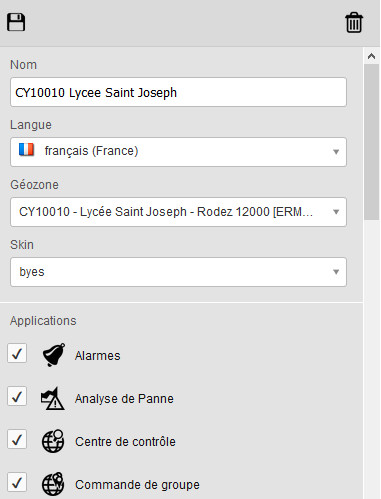 Nom
CY10010 Lycee Saint Joseph
Langue
français (France)
Géozone
CY10010 - Lycée Saint Joseph - Rodez 12000 [ERM...
Skin
byes
Applications
Alarmes
Analyse de Panne
Centre de contrôle
Commande de groupe